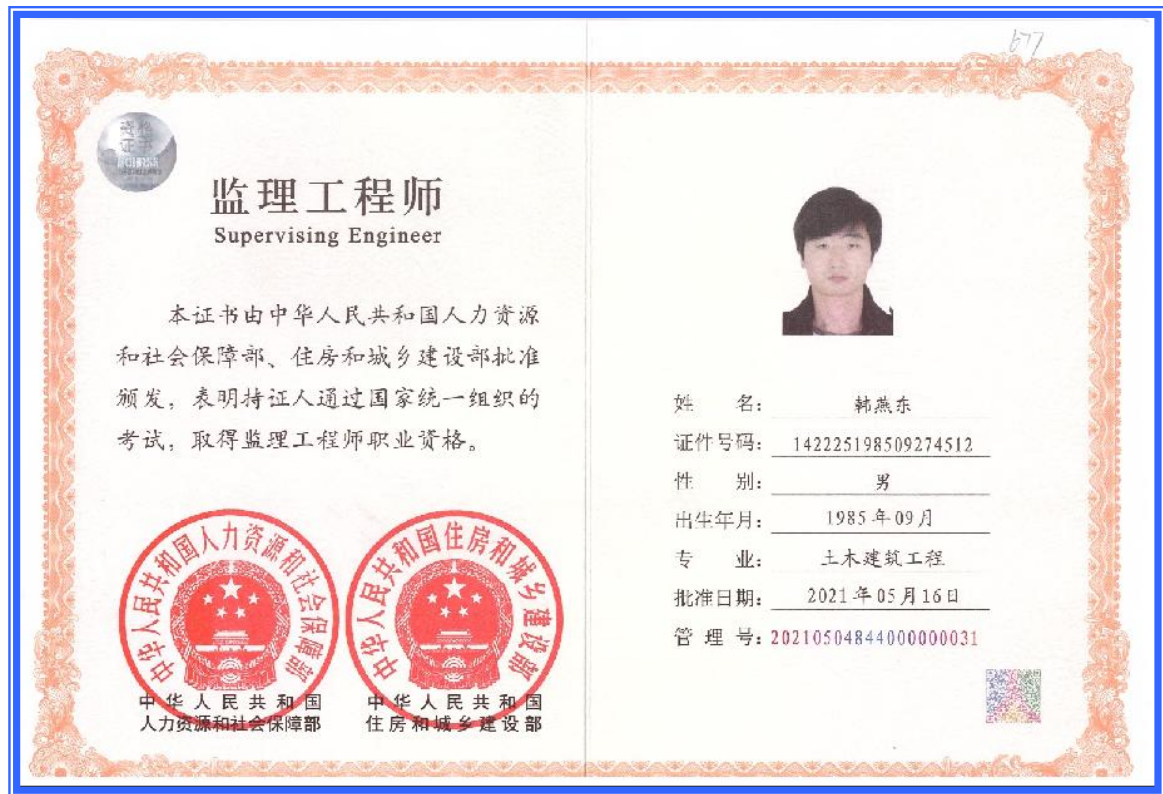 677
资格
证书
监理工程师
Supervising Engineer
本证书由中华人民共和国人力资源
和社会保障部、住房和城乡建设部批准
颁发，表明持证人通过国家统一组织的
考试，取得监理工程师职业资格。
姓 名： 韩燕东
证件号码： 142225198509274512
性 别： 男
出生年月： 1985年09月
专 业： 土木建筑工程
批准日期： 2021年05月16日
管 理 号：20210504844000000031
中华人民共和国人力资源和社会保障部
中华人民共和国住房和城乡建设部
中华人民共和国
人力资源和社会保障部
中华人民共和国
住房和城乡建设部